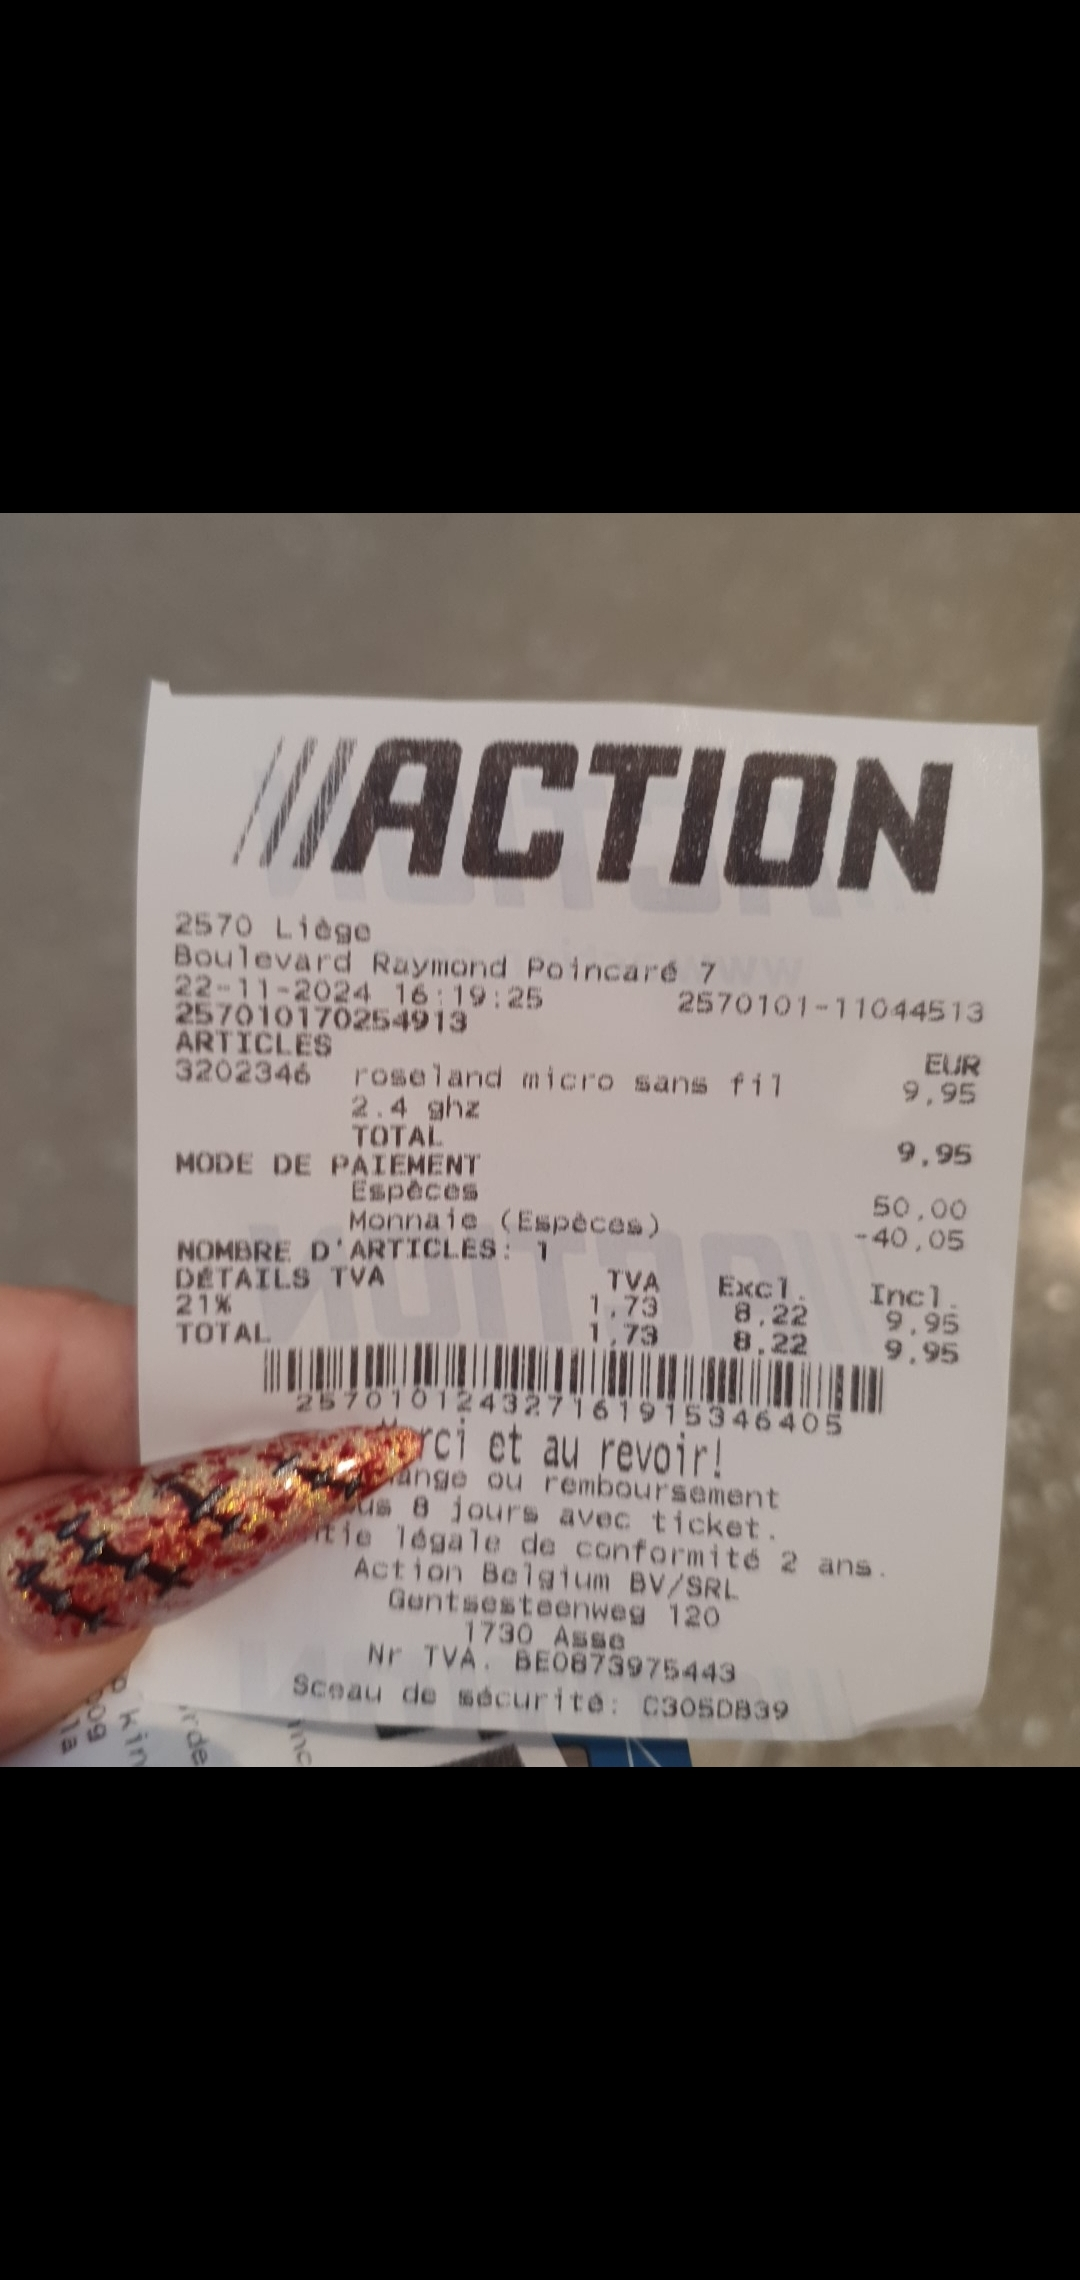 ACTION
2570 Liège
Boulevard Raymond Poincaré 7
22-11-2024 16:19:25 2570101-11044513
257010170254913
ARTICLES EUR
3202346 roseland micro sans fil 9,95
2.4 ghz
TOTAL 9,95
MODE DE PAIEMENT
Espèces 50,00
Monnaie (Espèces) -40,05
NOMBRE D'ARTICLES: 1
DÉTAILS TVA TVA Excl. Incl.
21% 1,73 8,22 9,95
TOTAL 1,73 8,22 9,95
257010124327161915346405
et au revoir!
ou remboursement
8 jours avec ticket.
légale de conformité 2 ans.
Action Belgium BV/SRL
Gentsesteenweg 120
1730 Asse
Nr TVA. BE0873975443
Sceau de sécurité: C305DB39